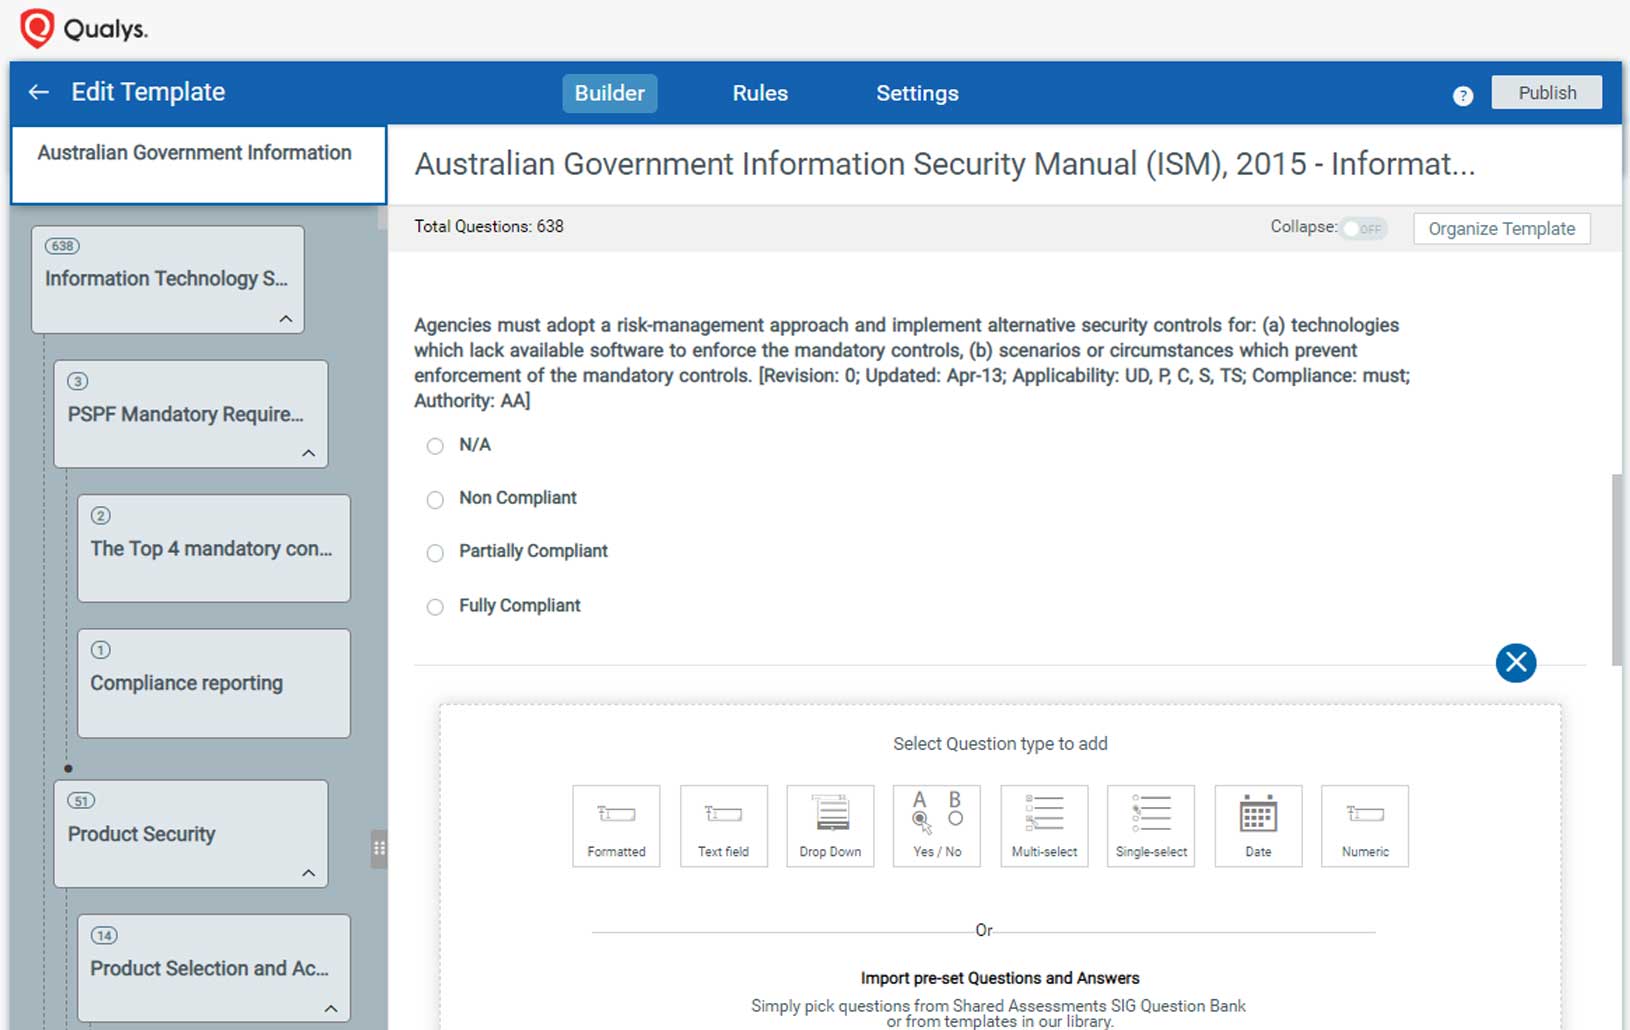 Qualys.
Edit Template
Builder
Rules
Settings
?
Publish
Australian Government Information
Australian Government Information Security Manual (ISM), 2015 - Informat...
Total Questions: 638
Collapse:
OFF
Organize Template
638
Information Technology S...
3
PSPF Mandatory Require...
2
The Top 4 mandatory con...
1
Compliance reporting
51
Product Security
14
Product Selection and Ac...
Agencies must adopt a risk-management approach and implement alternative security controls for: (a) technologies
which lack available software to enforce the mandatory controls, (b) scenarios or circumstances which prevent
enforcement of the mandatory controls. [Revision: 0; Updated: Apr-13; Applicability: UD, P, C, S, TS; Compliance: must;
Authority: AA]
N/A
Non Compliant
Partially Compliant
Fully Compliant
Select Question type to add
Formatted
Text field
Drop Down
A B
Yes / No
Multi-select
Single-select
Date
Numeric
Or
Import pre-set Questions and Answers
Simply pick questions from Shared Assessments SIG Question Bank
or from templates in our library.